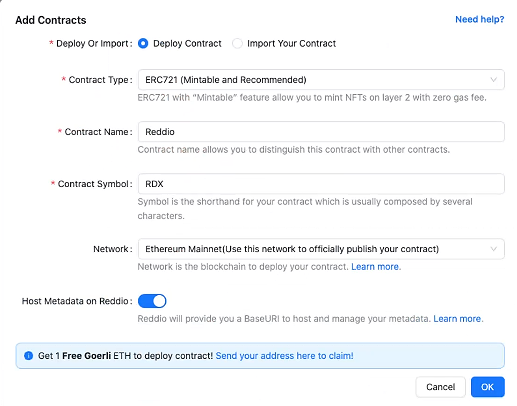 Add Contracts
Need help?
* Deploy Or Import: Deploy Contract Import Your Contract
* Contract Type: ERC721 (Mintable and Recommended)
ERC721 with “Mintable” feature allow you to mint NFTs on layer 2 with zero gas fee.
* Contract Name: Reddio
Contract name allows you to distinguish this contract with other contracts.
* Contract Symbol: RDX
Symbol is the shorthand for your contract which is usually composed by several
characters.
Network: Ethereum Mainnet(Use this network to officially publish your contract)
Network is the blockchain to deploy your contract. Learn more.
Host Metadata on Reddio:
Reddio will provide you a BaseURI to host and manage your metadata. Learn more.
Get 1 Free Goerli ETH to deploy contract! Send your address here to claim!
Cancel OK